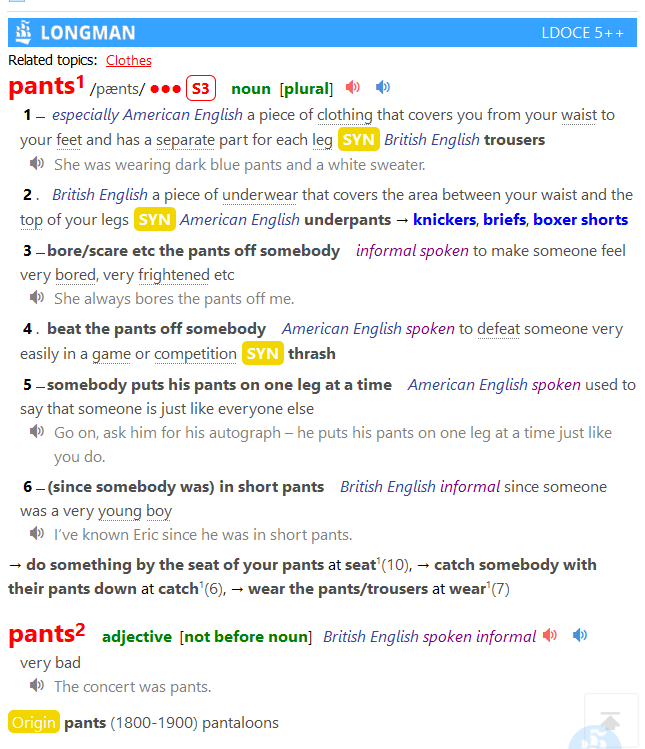 LONGMAN LDOCE 5++
Related topics: Clothes
pants1 /pænts/ ●●● S3 noun [plural]
1 – especially American English a piece of clothing that covers you from your waist to
your feet and has a separate part for each leg SYN British English trousers
She was wearing dark blue pants and a white sweater.
2 . British English a piece of underwear that covers the area between your waist and the
top of your legs SYN American English underpants → knickers, briefs, boxer shorts
3 – bore/scare etc the pants off somebody informal spoken to make someone feel
very bored, very frightened etc
She always bores the pants off me.
4 . beat the pants off somebody American English spoken to defeat someone very
easily in a game or competition SYN thrash
5 – somebody puts his pants on one leg at a time American English spoken used to
say that someone is just like everyone else
Go on, ask him for his autograph – he puts his pants on one leg at a time just like
you do.
6 – (since somebody was) in short pants British English informal since someone
was a very young boy
I’ve known Eric since he was in short pants.
→ do something by the seat of your pants at seat1(10), → catch somebody with
their pants down at catch1(6), → wear the pants/trousers at wear1(7)
pants2 adjective [not before noun] British English spoken informal
very bad
The concert was pants.
Origin pants (1800-1900) pantaloons